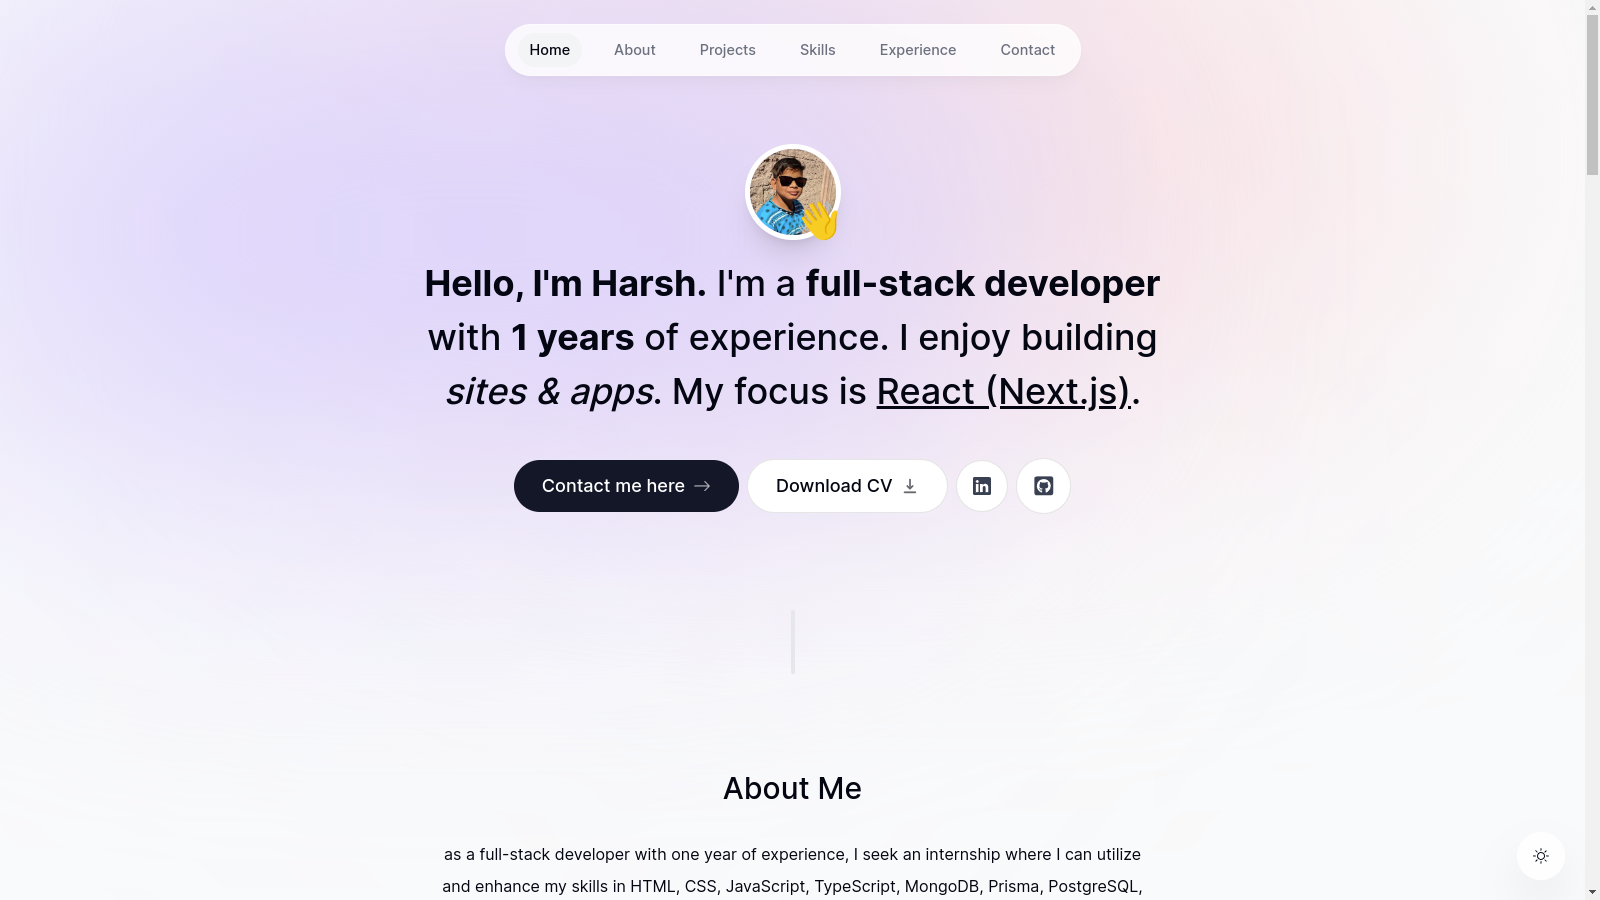 Home About Projects Skills Experience Contact
Hello, I'm Harsh. I'm a full-stack developer
with 1 years of experience. I enjoy building
sites & apps. My focus is React (Next.js).
Contact me here Download CV in
About Me
as a full-stack developer with one year of experience, I seek an internship where I can utilize
and enhance my skills in HTML, CSS, JavaScript, TypeScript, MongoDB, Prisma, PostgreSQL,